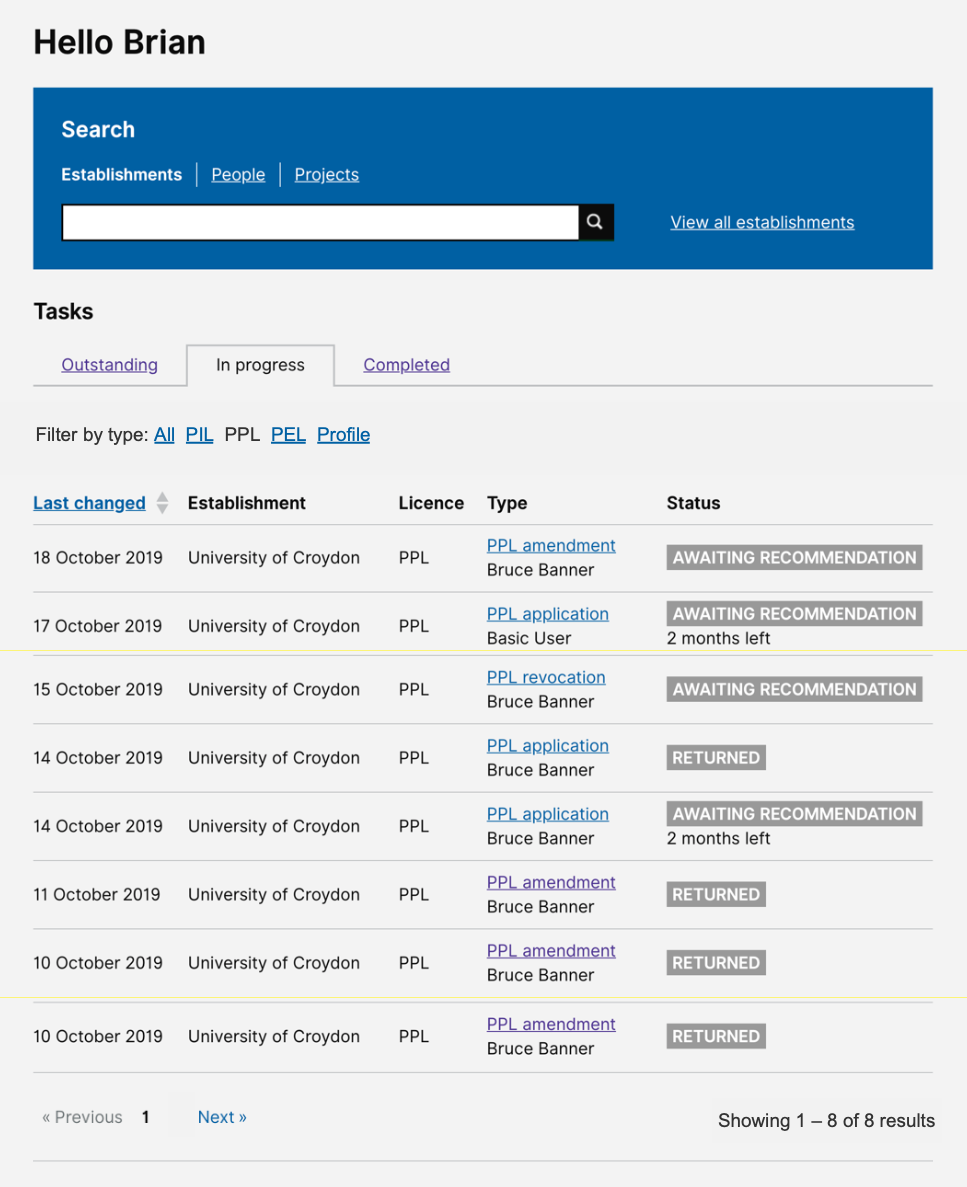 Hello Brian
Search
Establishments People Projects
View all establishments
Tasks
Outstanding In progress Completed
Filter by type: All PIL PPL PEL Profile
Last changed Establishment Licence Type Status
18 October 2019 University of Croydon PPL PPL amendment AWAITING RECOMMENDATION
Bruce Banner
17 October 2019 University of Croydon PPL PPL application AWAITING RECOMMENDATION
Basic User 2 months left
15 October 2019 University of Croydon PPL PPL revocation AWAITING RECOMMENDATION
Bruce Banner
14 October 2019 University of Croydon PPL PPL application RETURNED
Bruce Banner
14 October 2019 University of Croydon PPL PPL application AWAITING RECOMMENDATION
Bruce Banner 2 months left
11 October 2019 University of Croydon PPL PPL amendment RETURNED
Bruce Banner
10 October 2019 University of Croydon PPL PPL amendment RETURNED
Bruce Banner
10 October 2019 University of Croydon PPL PPL amendment RETURNED
Bruce Banner
« Previous 1 Next » Showing 1 – 8 of 8 results